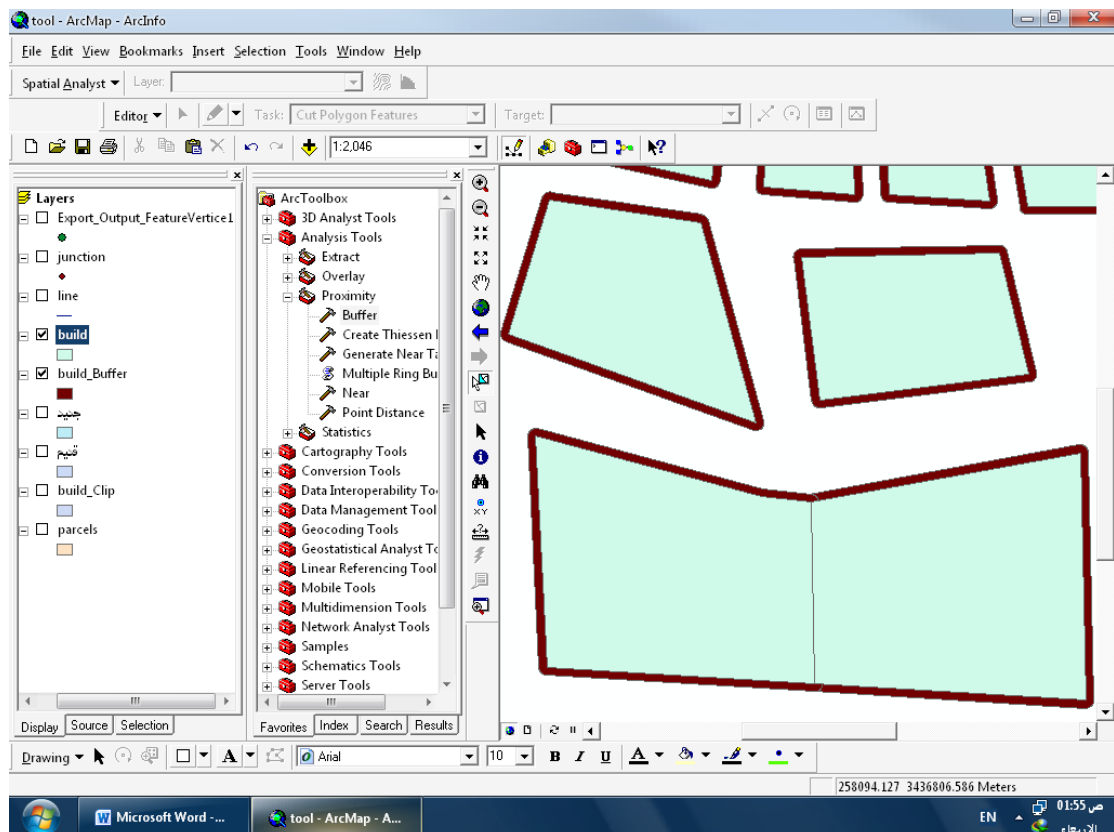 tool - ArcMap - ArcInfo
File Edit View Bookmarks Insert Selection Tools Window Help
Spatial Analyst Layer:
Editor Task: Cut Polygon Features Target:
1:2,046
Layers
Export_Output_FeatureVertice1
junction
line
build
build_Buffer
جنيد
قنيم
build_Clip
parcels
Display Source Selection
ArcToolbox
3D Analyst Tools
Analysis Tools
Extract
Overlay
Proximity
Buffer
Create Thiessen
Generate Near Ta
Multiple Ring Bu
Near
Point Distance
Statistics
Cartography Tools
Conversion Tools
Data Interoperability To
Data Management Tool
Geocoding Tools
Geostatistical Analyst To
Linear Referencing Tool
Mobile Tools
Multidimension Tools
Network Analyst Tools
Samples
Schematics Tools
Server Tools
Favorites Index Search Results
XY
Drawing A Arial 10 B I U A
258094.127 3436806.586 Meters
W Microsoft Word -... tool - ArcMap - A... EN 01:55 ص
الاربعاء